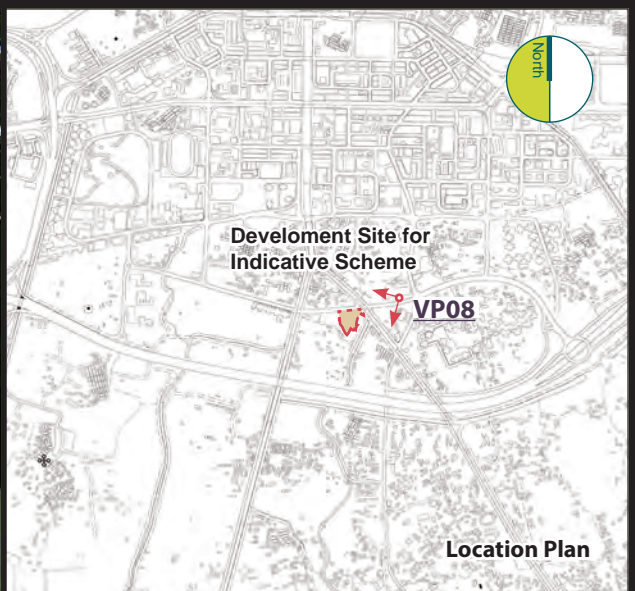 North
Develoment Site for
Indicative Scheme
VP08
Location Plan